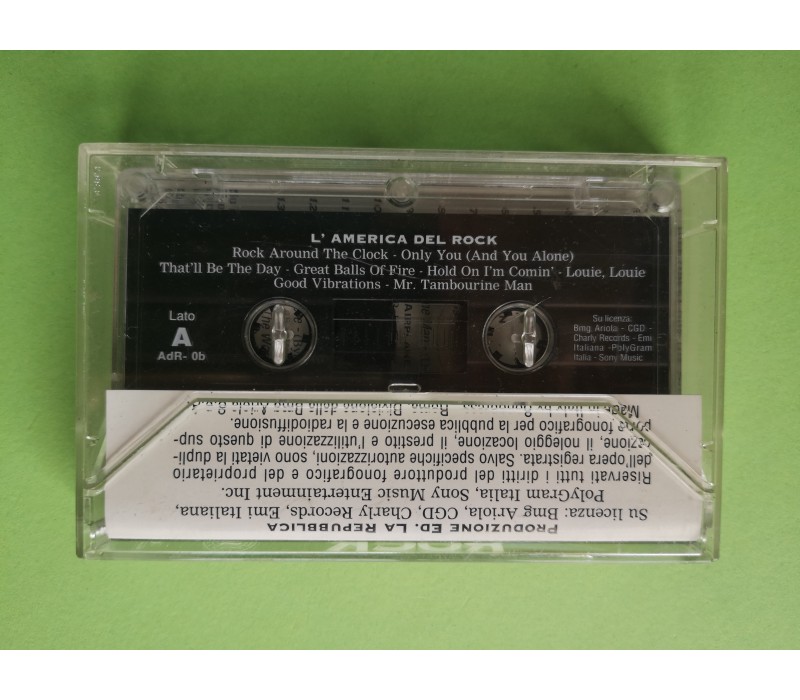 L' AMERICA DEL ROCK
Rock Around The Clock - Only You (And You Alone)
That'll Be The Day - Great Balls Of Fire - Hold On I'm Comin' - Louie, Louie
Good Vibrations - Mr. Tambourine Man
Lato
A
AdR- 0b
Su licenza:
Bmg Ariola - CGD -
Charly Records - Emi
Italiana -PolyGram
Italia - Sony Music
PRODUZIONE ED. LA REPUBBLICA
Su licenza: Bmg Ariola, CGD, Charly Records, Emi Italiana,
PolyGram Italia, Sony Music Entertainment Inc.
Riservati tutti i diritti del produttore fonografico e del proprietario
dell'opera registrata. Salvo specifiche autorizzazioni, sono vietati la dupli-
cazione, il noleggio, il prestito e l'utilizzazione di questo sup-
porto fonografico per la pubblica esecuzione e la radiodiffusione.